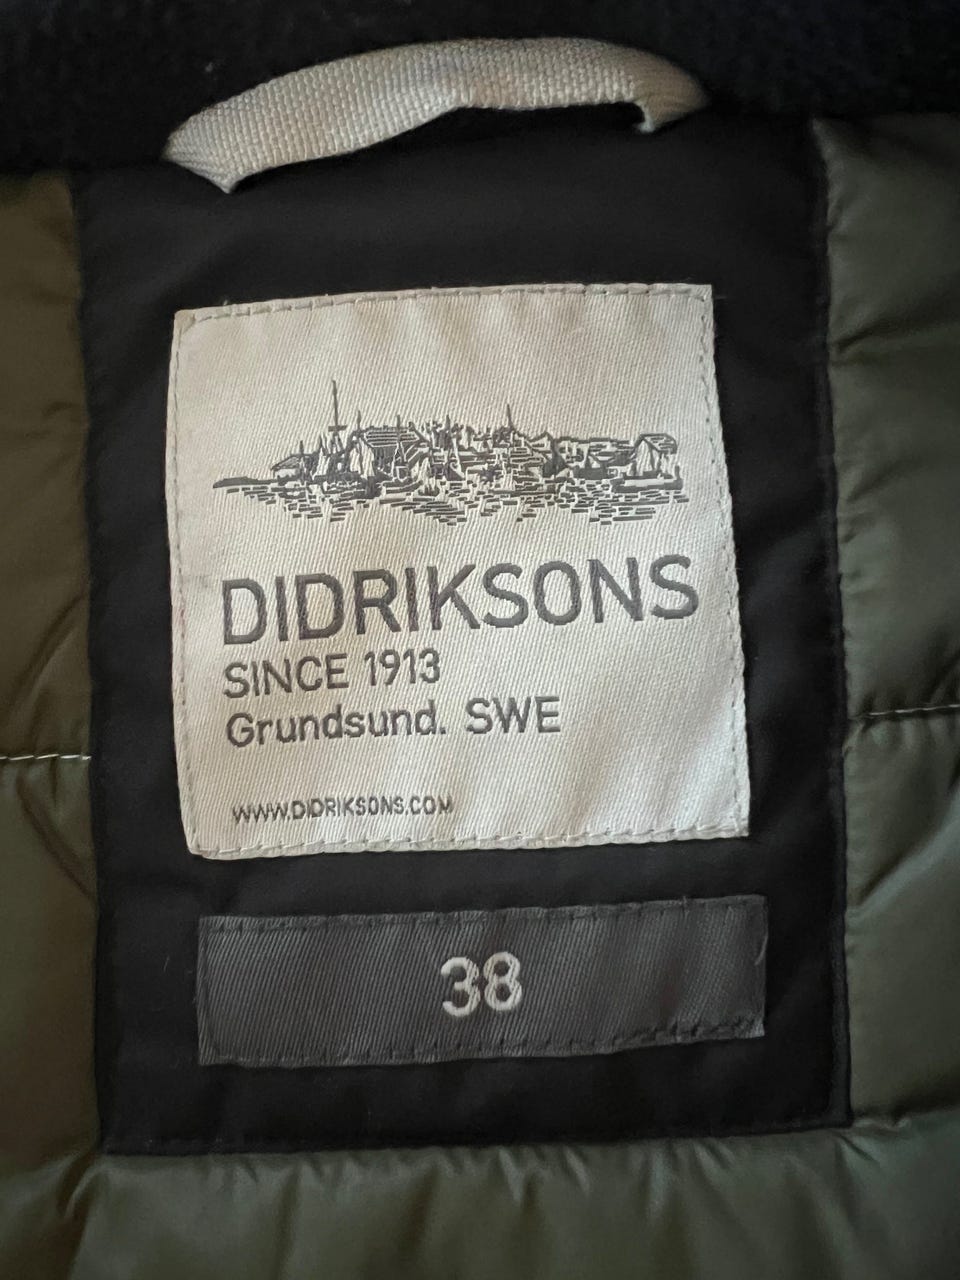 DIDRIKSONS
SINCE 1913
Grundsund. SWE
WWW.DIDRIKSONS.COM
38